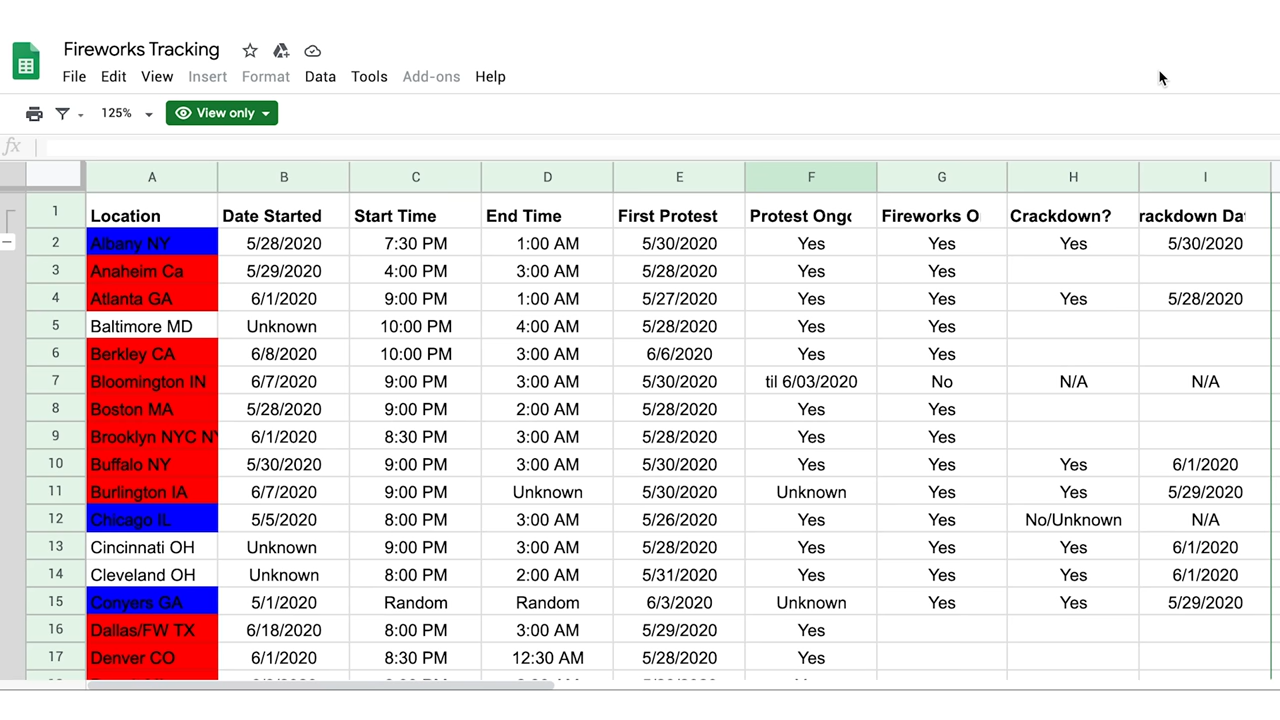 Fireworks Tracking
File Edit View Insert Format Data Tools Add-ons Help
125% View only
fx
A B C D E F G H I
1 Location Date Started Start Time End Time First Protest Protest Ongo Fireworks O Crackdown? rackdown Da
2 Albany NY 5/28/2020 7:30 PM 1:00 AM 5/30/2020 Yes Yes Yes 5/30/2020
3 Anaheim Ca 5/29/2020 4:00 PM 3:00 AM 5/28/2020 Yes Yes
4 Atlanta GA 6/1/2020 9:00 PM 1:00 AM 5/27/2020 Yes Yes Yes 5/28/2020
5 Baltimore MD Unknown 10:00 PM 4:00 AM 5/28/2020 Yes Yes
6 Berkley CA 6/8/2020 10:00 PM 3:00 AM 6/6/2020 Yes Yes
7 Bloomington IN 6/7/2020 9:00 PM 3:00 AM 5/30/2020 til 6/03/2020 No N/A N/A
8 Boston MA 5/28/2020 9:00 PM 2:00 AM 5/28/2020 Yes Yes
9 Brooklyn NYC NY 6/1/2020 8:30 PM 3:00 AM 5/28/2020 Yes Yes
10 Buffalo NY 5/30/2020 9:00 PM 3:00 AM 5/30/2020 Yes Yes Yes 6/1/2020
11 Burlington IA 6/7/2020 9:00 PM Unknown 5/30/2020 Unknown Yes Yes 5/29/2020
12 Chicago IL 5/5/2020 8:00 PM 3:00 AM 5/26/2020 Yes Yes No/Unknown N/A
13 Cincinnati OH Unknown 9:00 PM 3:00 AM 5/28/2020 Yes Yes Yes 6/1/2020
14 Cleveland OH Unknown 8:00 PM 2:00 AM 5/31/2020 Yes Yes Yes 6/1/2020
15 Conyers GA 5/1/2020 Random Random 6/3/2020 Unknown Yes Yes 5/29/2020
16 Dallas/FW TX 6/18/2020 8:00 PM 3:00 AM 5/29/2020 Yes
17 Denver CO 6/1/2020 8:30 PM 12:30 AM 5/28/2020 Yes